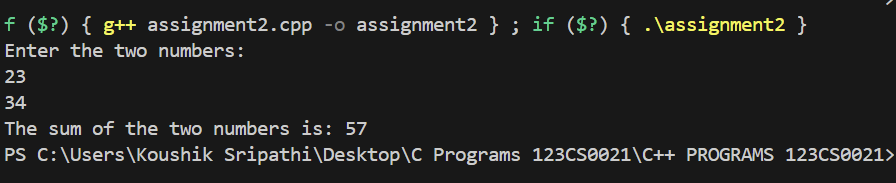 f ($?) { g++ assignment2.cpp -o assignment2 } ; if ($?) { .\assignment2 }
Enter the two numbers:
23
34
The sum of the two numbers is: 57
PS C:\Users\Koushik Sripathi\Desktop\C Programs 123CS0021\C++ PROGRAMS 123CS0021>